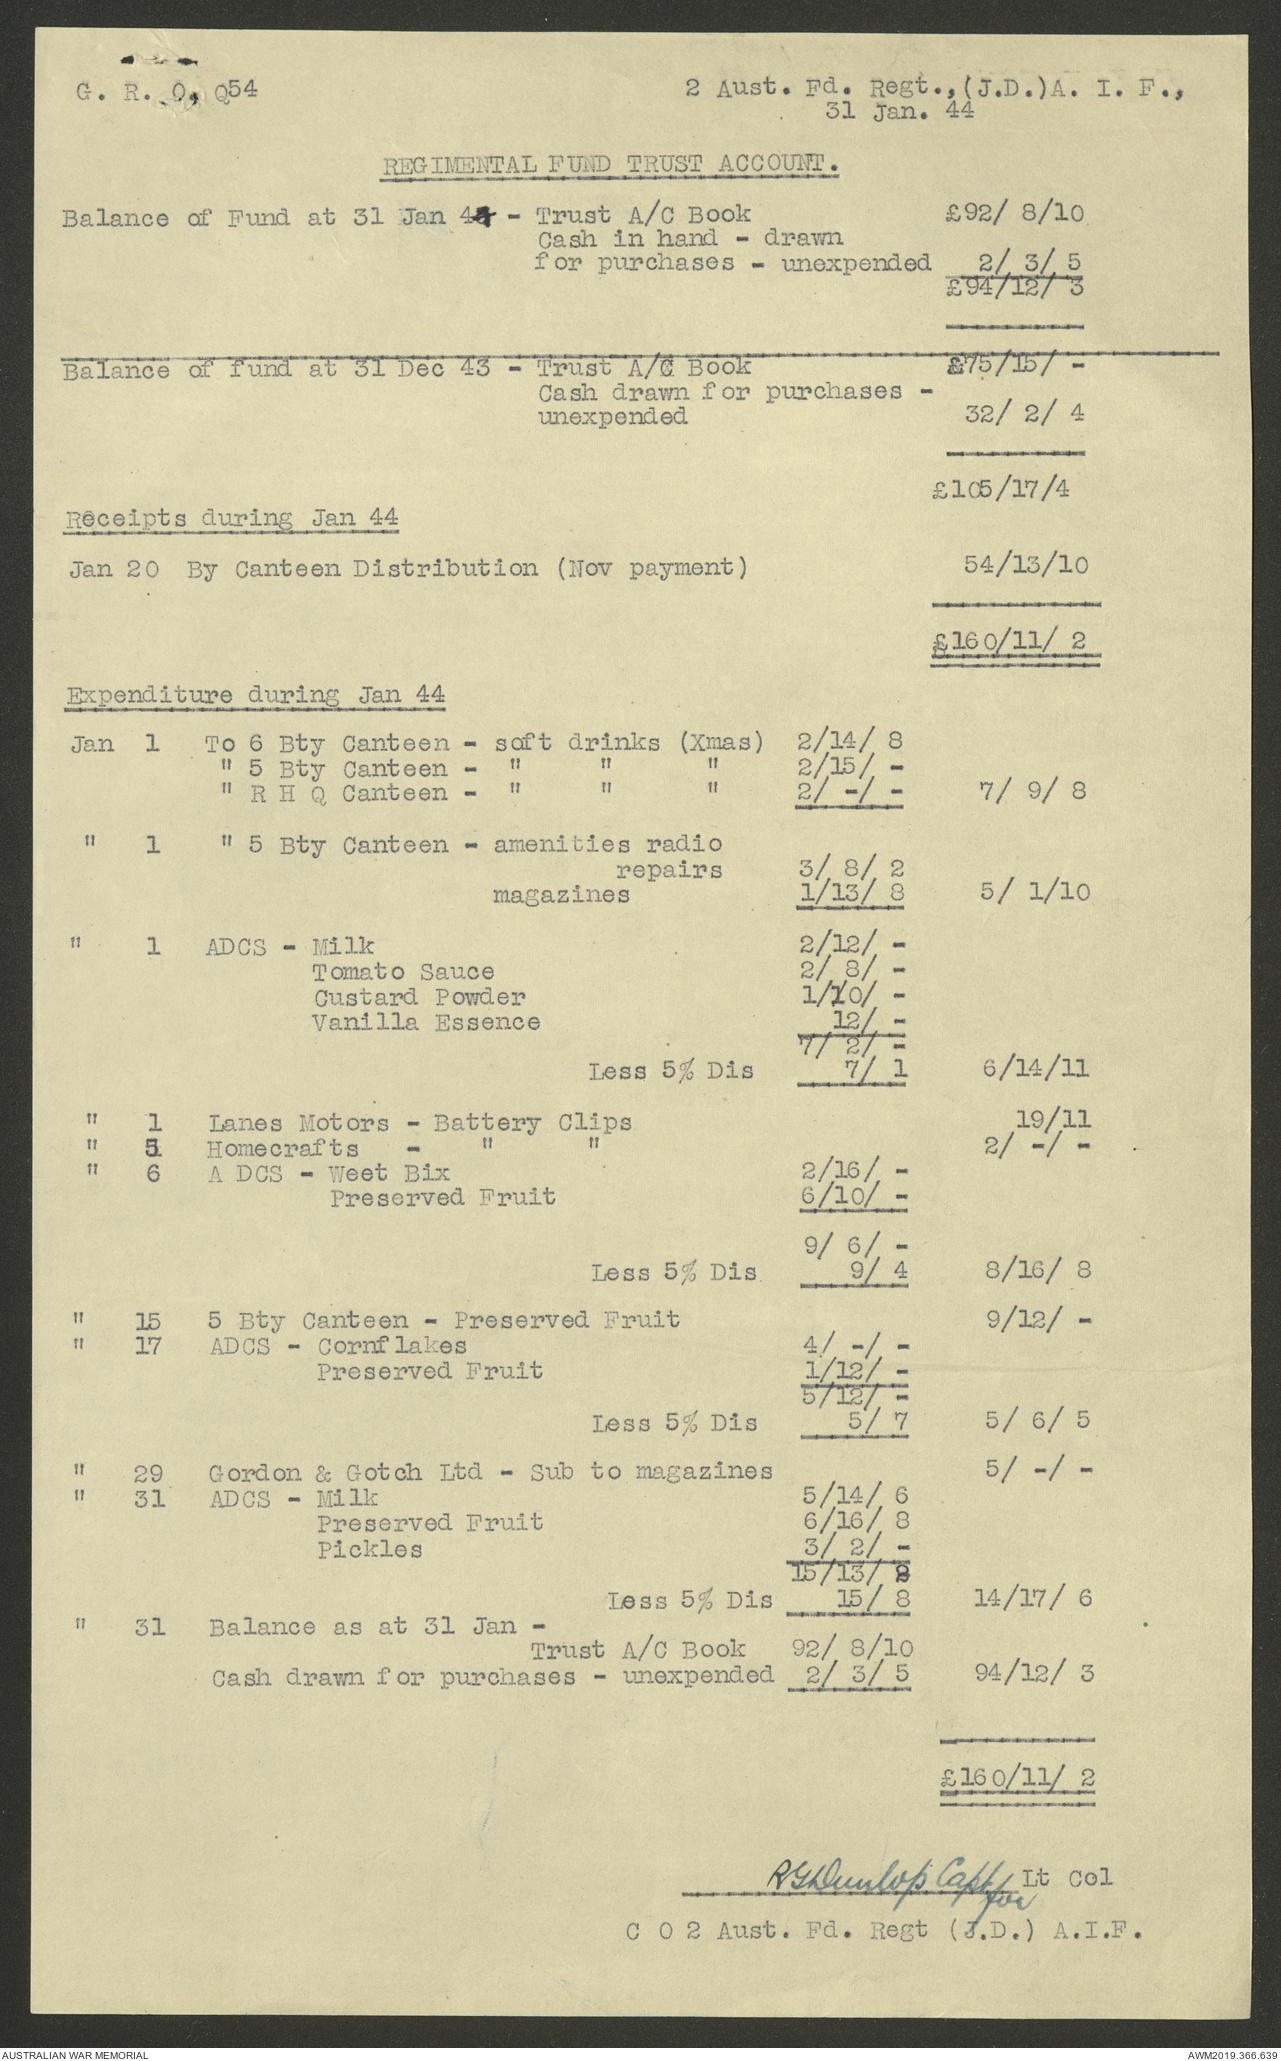 G. R. O, Q54
2 Aust. Fd. Regt.,(J.D.)A. I. F.,
31 Jan. 44
REGIMENTAL FUND TRUST ACCOUNT.
Balance of Fund at 31 Jan 44 - Trust A/C Book £92/ 8/10
Cash in hand - drawn
for purchases - unexpended 2/ 3/ 5
£94/12/ 3
Balance of fund at 31 Dec 43 - Trust A/C Book £75/15/ -
Cash drawn for purchases -
unexpended 32/ 2/ 4
£105/17/4
Receipts during Jan 44
Jan 20 By Canteen Distribution (Nov payment) 54/13/10
£160/11/ 2
Expenditure during Jan 44
Jan 1 To 6 Bty Canteen - soft drinks (Xmas) 2/14/ 8
" 5 Bty Canteen - " " " 2/15/ -
" R H Q Canteen - " " " 2/ -/ - 7/ 9/ 8
" 1 " 5 Bty Canteen - amenities radio
repairs 3/ 8/ 2
magazines 1/13/ 8 5/ 1/10
" 1 ADCS - Milk 2/12/ -
Tomato Sauce 2/ 8/ -
Custard Powder 1/10/ -
Vanilla Essence 12/ -
7/ 2/ -
Less 5% Dis 7/ 1 6/14/11
" 1 Lanes Motors - Battery Clips 19/11
" 5 Homecrafts - " " 2/ -/ -
" 6 A DCS - Weet Bix 2/16/ -
Preserved Fruit 6/10/ -
9/ 6/ -
Less 5% Dis 9/ 4 8/16/ 8
" 15 5 Bty Canteen - Preserved Fruit 9/12/ -
" 17 ADCS - Cornflakes 4/ -/ -
Preserved Fruit 1/12/ -
5/12/ -
Less 5% Dis 5/ 7 5/ 6/ 5
" 29 Gordon & Gotch Ltd - Sub to magazines 5/ -/ -
" 31 ADCS - Milk 5/14/ 6
Preserved Fruit 6/16/ 8
Pickles 3/ 2/ -
15/13/ 2
Less 5% Dis 15/ 8 14/17/ 6
" 31 Balance as at 31 Jan -
Trust A/C Book 92/ 8/10
Cash drawn for purchases - unexpended 2/ 3/ 5 94/12/ 3
£160/11/ 2
RGDunlop Capt for Lt Col
C O 2 Aust. Fd. Regt (J.D.) A.I.F.
AUSTRALIAN WAR MEMORIAL
AWM2019.366.639